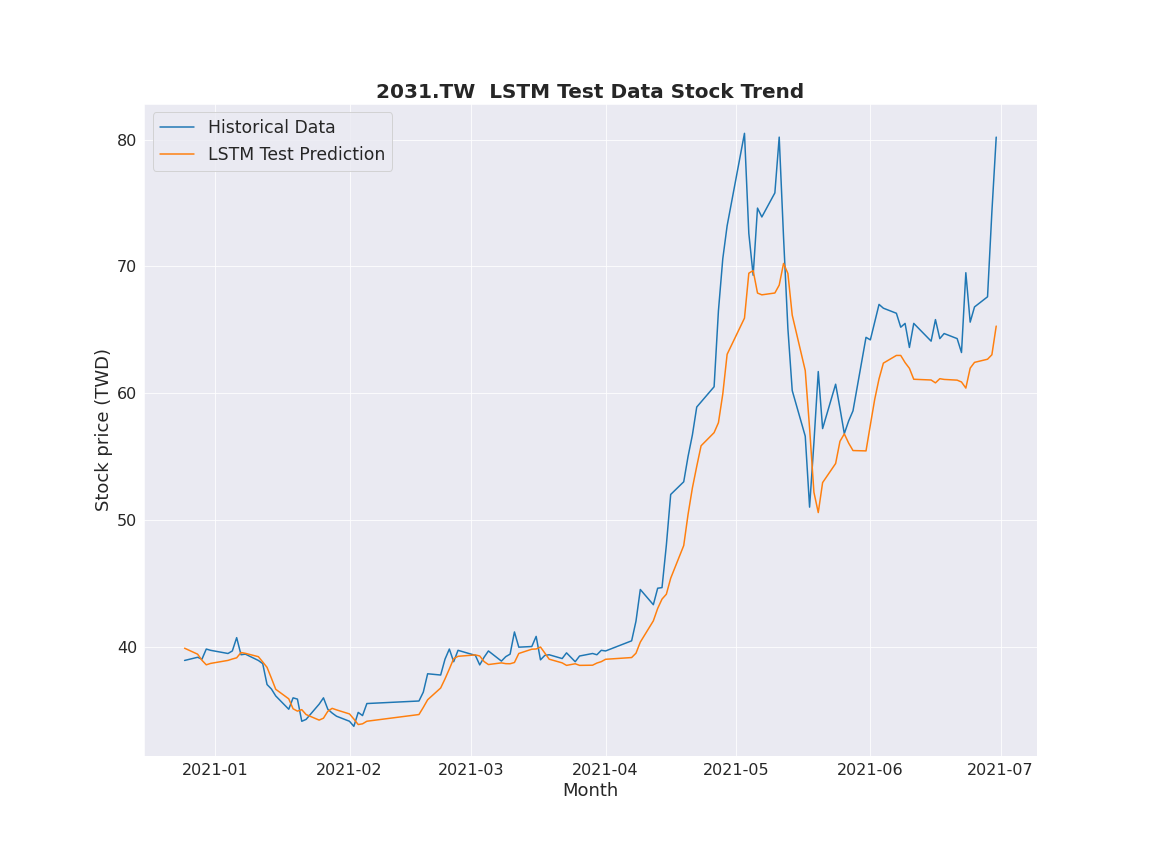 2031.TW  LSTM Test Data Stock Trend
Historical Data
LSTM Test Prediction
80
70
60
50
40
Stock price (TWD)
2021-01 2021-02 2021-03 2021-04 2021-05 2021-06 2021-07
Month